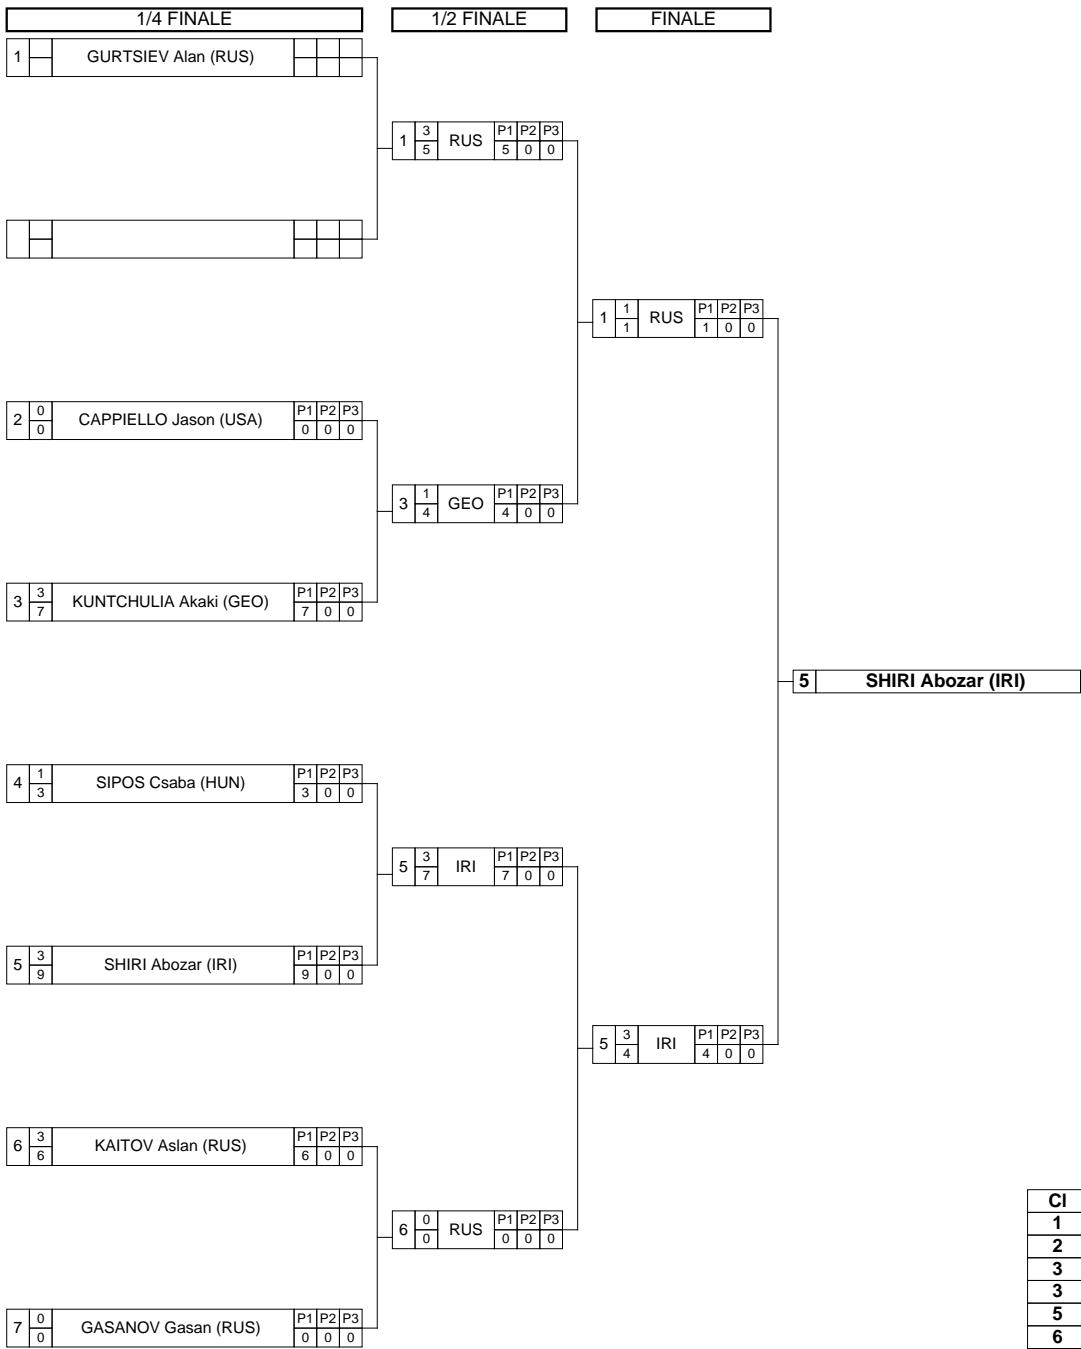 1/4 FINALE 1/2 FINALE FINALE
1 GURTSIEV Alan (RUS)
1 3 RUS P1 P2 P3
5 5 0 0
1 1 RUS P1 P2 P3
1 1 0 0
2 0 CAPPIELLO Jason (USA) P1 P2 P3
0 0 0 0
3 1 GEO P1 P2 P3
4 4 0 0
3 3 KUNTCHULIA Akaki (GEO) P1 P2 P3
7 7 0 0
5 SHIRI Abozar (IRI)
4 1 SIPOS Csaba (HUN) P1 P2 P3
3 3 0 0
5 3 IRI P1 P2 P3
7 7 0 0
5 3 SHIRI Abozar (IRI) P1 P2 P3
9 9 0 0
5 3 IRI P1 P2 P3
4 4 0 0
6 3 KAITOV Aslan (RUS) P1 P2 P3
6 6 0 0
6 0 RUS P1 P2 P3
0 0 0 0
7 0 GASANOV Gasan (RUS) P1 P2 P3
0 0 0 0
Cl
1
2
3
3
5
6